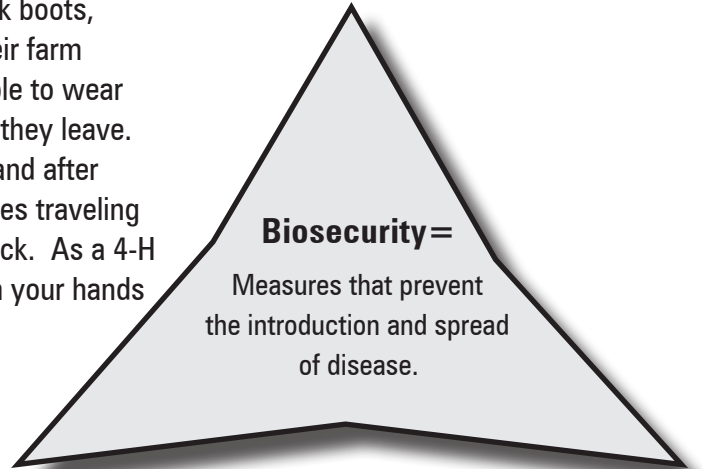 k boots,
eir farm
le to wear
they leave.
and after
es traveling
ck. As a 4-H
your hands
Biosecurity=
Measures that prevent
the introduction and spread
of disease.